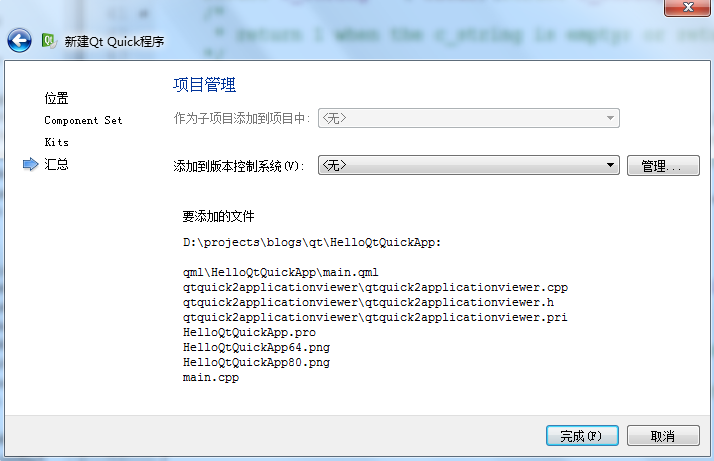 /*
* return 1 when the c_string is empty; or retu
*/
新建Qt Quick程序
项目管理
位置
Component Set
Kits
汇总
作为子项目添加到项目中:
<无>
添加到版本控制系统(V):
<无>
管理...
要添加的文件
D:\projects\blogs\qt\HelloQtQuickApp:
qml\HelloQtQuickApp\main.qml
qtquick2applicationviewer\qtquick2applicationviewer.cpp
qtquick2applicationviewer\qtquick2applicationviewer.h
qtquick2applicationviewer\qtquick2applicationviewer.pri
HelloQtQuickApp.pro
HelloQtQuickApp64.png
HelloQtQuickApp80.png
main.cpp
完成(F)
取消